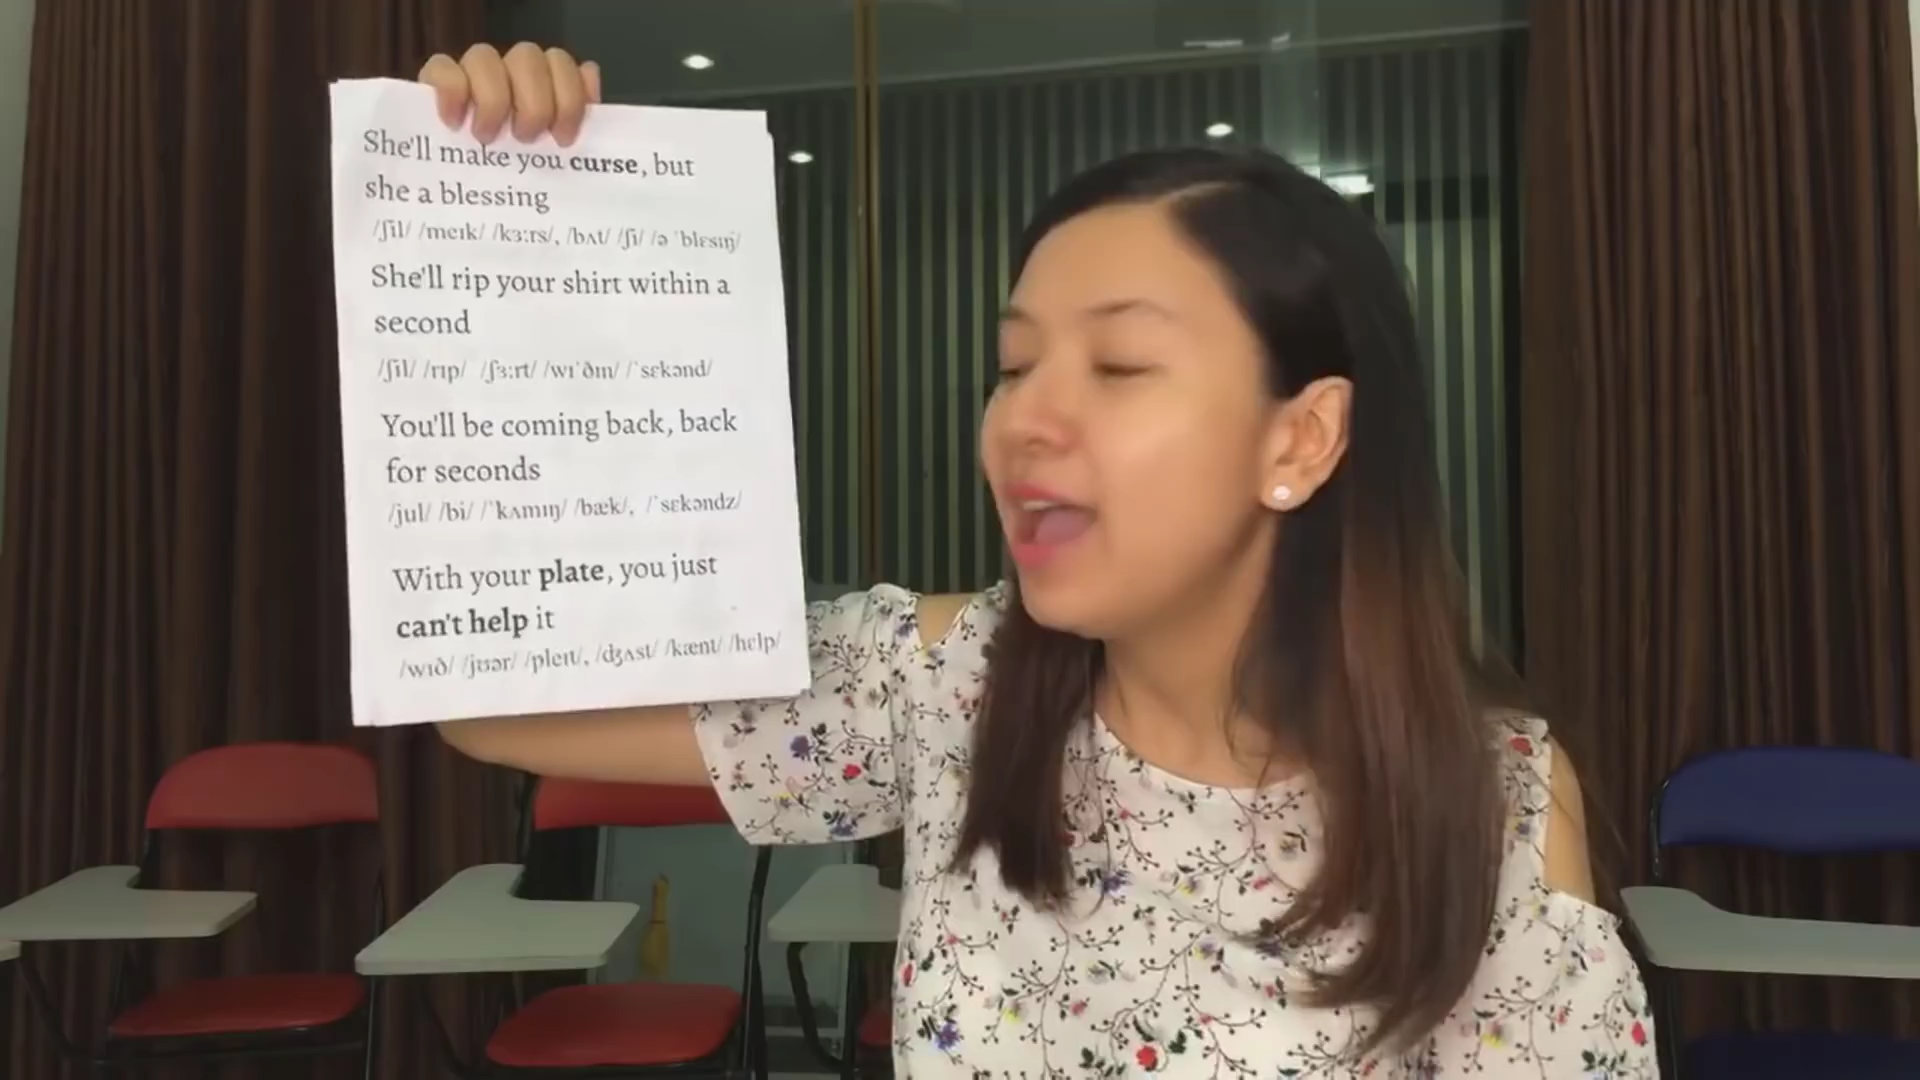 She'll make you curse, but
she a blessing
/ʃil/ /meɪk/ /kɜːrs/, /bʌt/ /ʃi/ /ə ˈblɛsɪŋ/
She'll rip your shirt within a
second
/ʃil/ /rɪp/ /ʃɜːrt/ /wɪˈðɪn/ /ˈsɛkənd/
You'll be coming back, back
for seconds
/jul/ /bi/ /ˈkʌmɪŋ/ /bæk/, /ˈsɛkəndz/
With your plate, you just
can't help it
/wɪð/ /jʊər/ /pleɪt/, /ʤʌst/ /kænt/ /hɛlp/